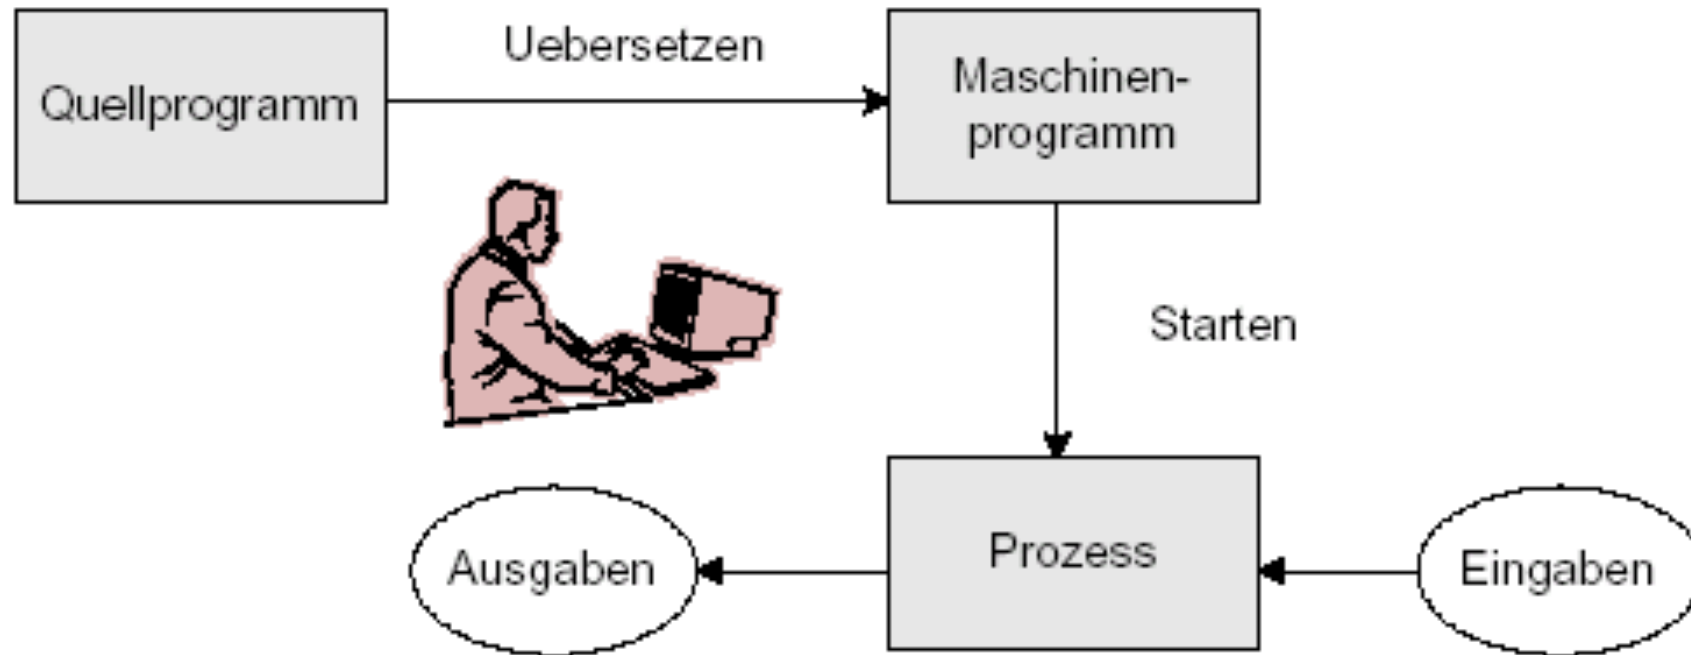 Uebersetzen
Quellprogramm
Maschinen-
programm
Starten
Ausgaben
Prozess
Eingaben